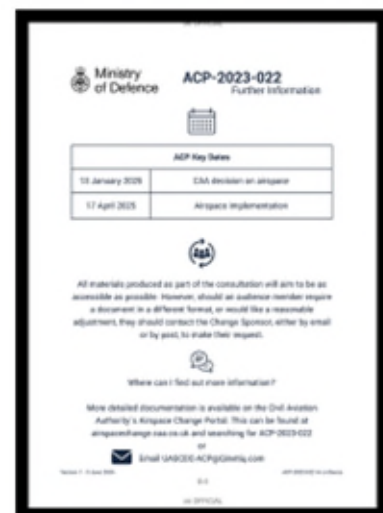 UK OFFICIAL
Ministry
of Defence
ACP-2023-022
Further Information
ACP Key Dates
CAA decision on airspace
17 April 2025
Airspace Implementation
All materials produced as part of the consultation will aim to be as
accessible as possible. However, should an audience member require
a document in a different format, or would like a reasonable
adjustment, they should contact the Change Sponsor, either by email
or by post, to make their request.
Where can I find out more information?
More detailed documentation is available on the Civil Aviation
Authority's Airspace Change Portal. This can be found at
airspacechange.caa.co.uk and searching for ACP-2023-022
or
UK OFFICIAL